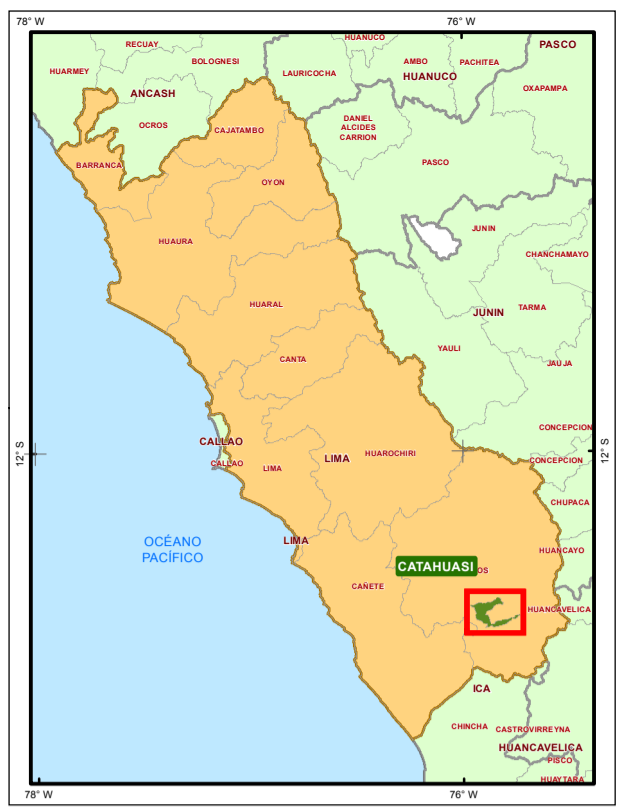 78° W
76° W
HUANUCO
RECUAY
PASCO
BOLOGNESI
AMBO
PACHITEA
HUARMEY
LAURICOCHA
HUANUCO
OXAPAMPA
ANCASH
DANIEL
ALCIDES
CARRION
OCROS
CAJATAMBO
PASCO
BARRANCA
OYON
JUNIN
HUAURA
CHANCHAMAYO
HUARAL
TARMA
JUNIN
YAULI
CANTA
JAUJA
CONCEPCION
CALLAO
12° S
12° S
HUAROCHIRI
LIMA
CONCEPCION
CALLAO
LIMA
CHUPACA
OCÉANO
PACÍFICO
LIMA
HUANCAYO
CATAHUASI
OS
CAÑETE
HUANCAVELICA
ICA
CHINCHA
CASTROVIRREYNA
HUANCAVELICA
PISCO
HUAYTARA
78° W
76° W